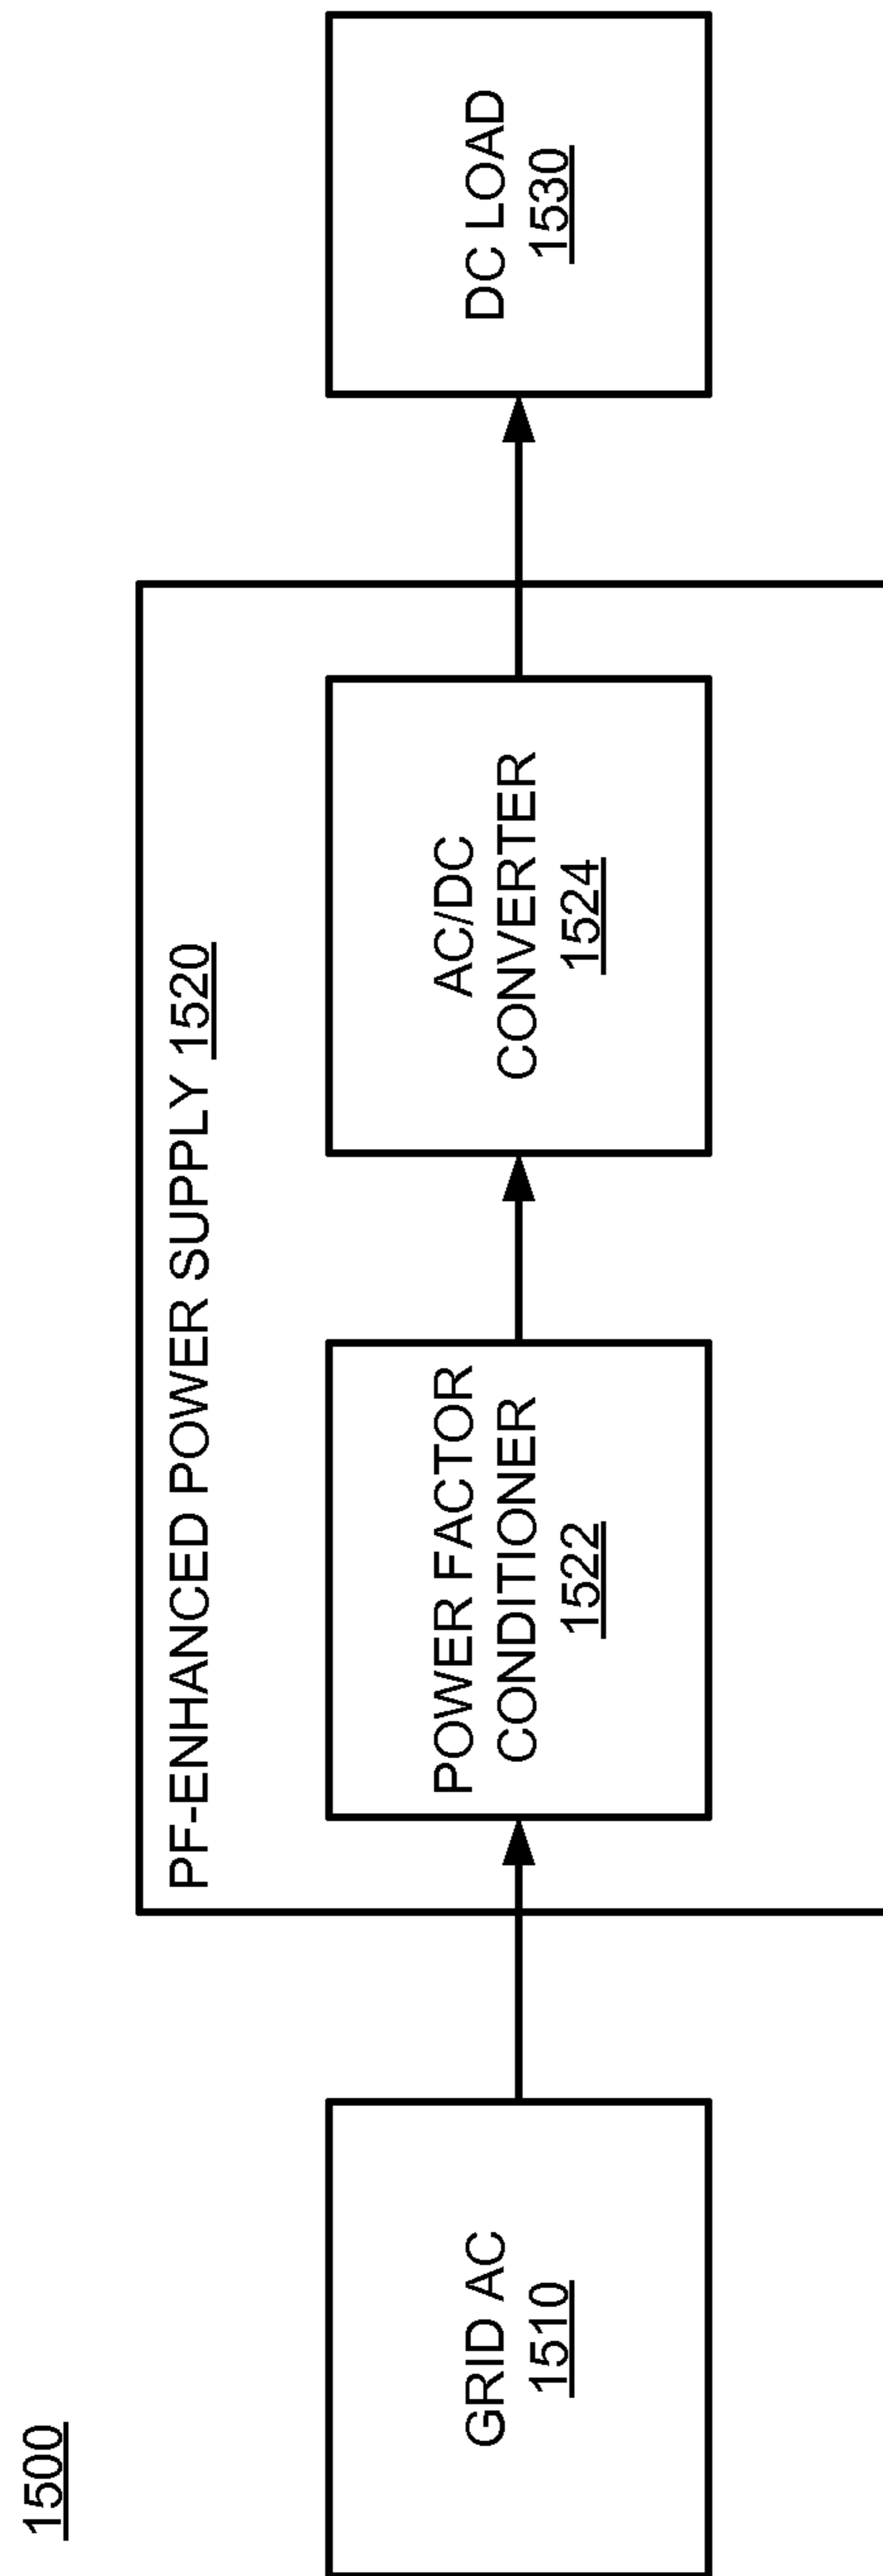 1500
GRID AC
1510
PF-ENHANCED POWER SUPPLY 1520
POWER FACTOR
CONDITIONER
1522
AC/DC
CONVERTER
1524
DC LOAD
1530